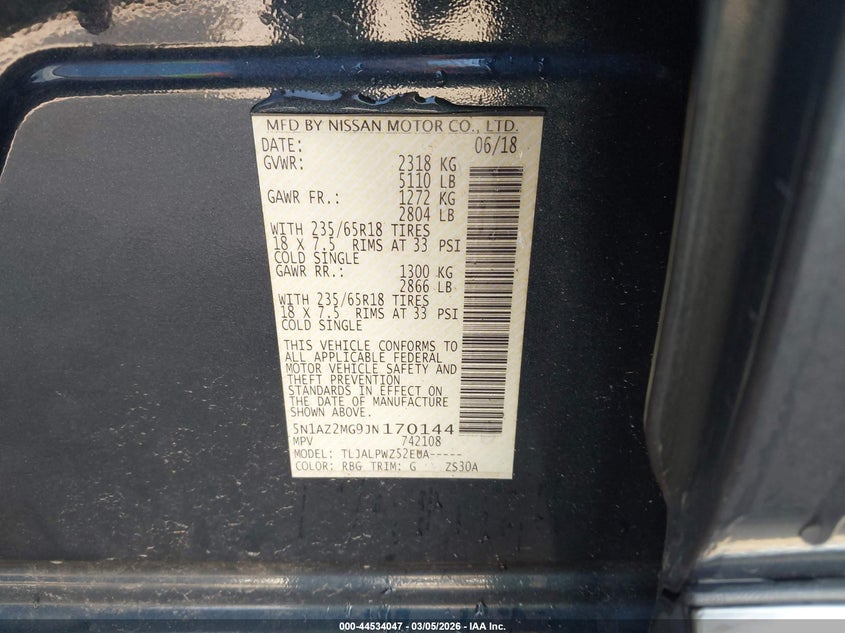 MFD BY NISSAN MOTOR CO., LTD.
DATE: 06/18
GVWR: 2318 KG
5110 LB
GAWR FR.: 1272 KG
2804 LB
WITH 235/65R18 TIRES
18 X 7.5 RIMS AT 33 PSI
COLD SINGLE
GAWR RR.: 1300 KG
2866 LB
WITH 235/65R18 TIRES
18 X 7.5 RIMS AT 33 PSI
COLD SINGLE
THIS VEHICLE CONFORMS TO
ALL APPLICABLE FEDERAL
MOTOR VEHICLE SAFETY AND
THEFT PREVENTION
STANDARDS IN EFFECT ON
THE DATE OF MANUFACTURE
SHOWN ABOVE.
5N1AZ2MG9JN170144
MPV 742108
MODEL: TLJALPWZ52EUA-----
COLOR: RBG TRIM: G ZS30A
000-44534047 | 03/05/2026 | IAA Inc.